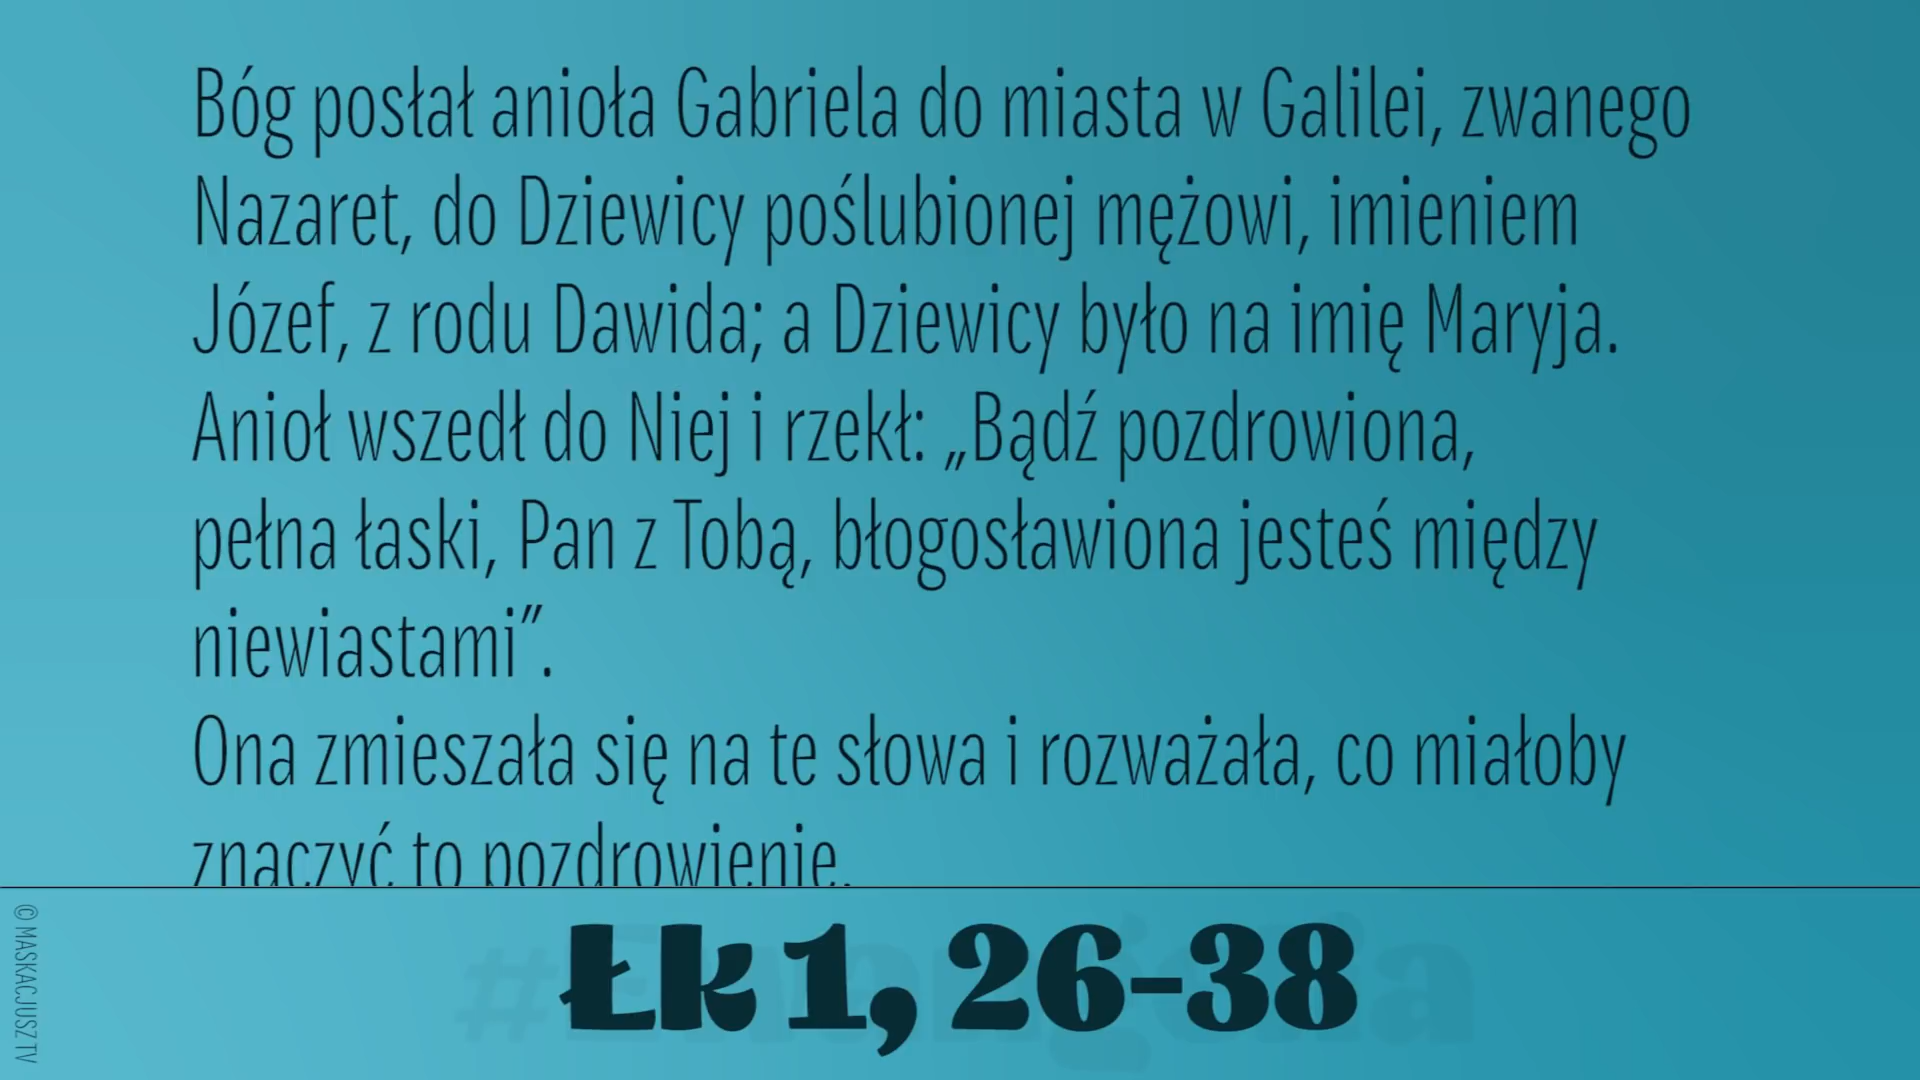 Bóg posłał anioła Gabriela do miasta w Galilei, zwanego
Nazaret, do Dziewicy poślubionej mężowi, imieniem
Józef, z rodu Dawida; a Dziewicy było na imię Maryja.
Anioł wszedł do Niej i rzekł: „Bądź pozdrowiona,
pełna łaski, Pan z Tobą, błogosławiona jesteś między
niewiastami”.
Ona zmieszała się na te słowa i rozważała, co miałoby
znaczyć to pozdrowienie.
#Ewangelia
Łk 1, 26-38
© MASKACJUSZ TV